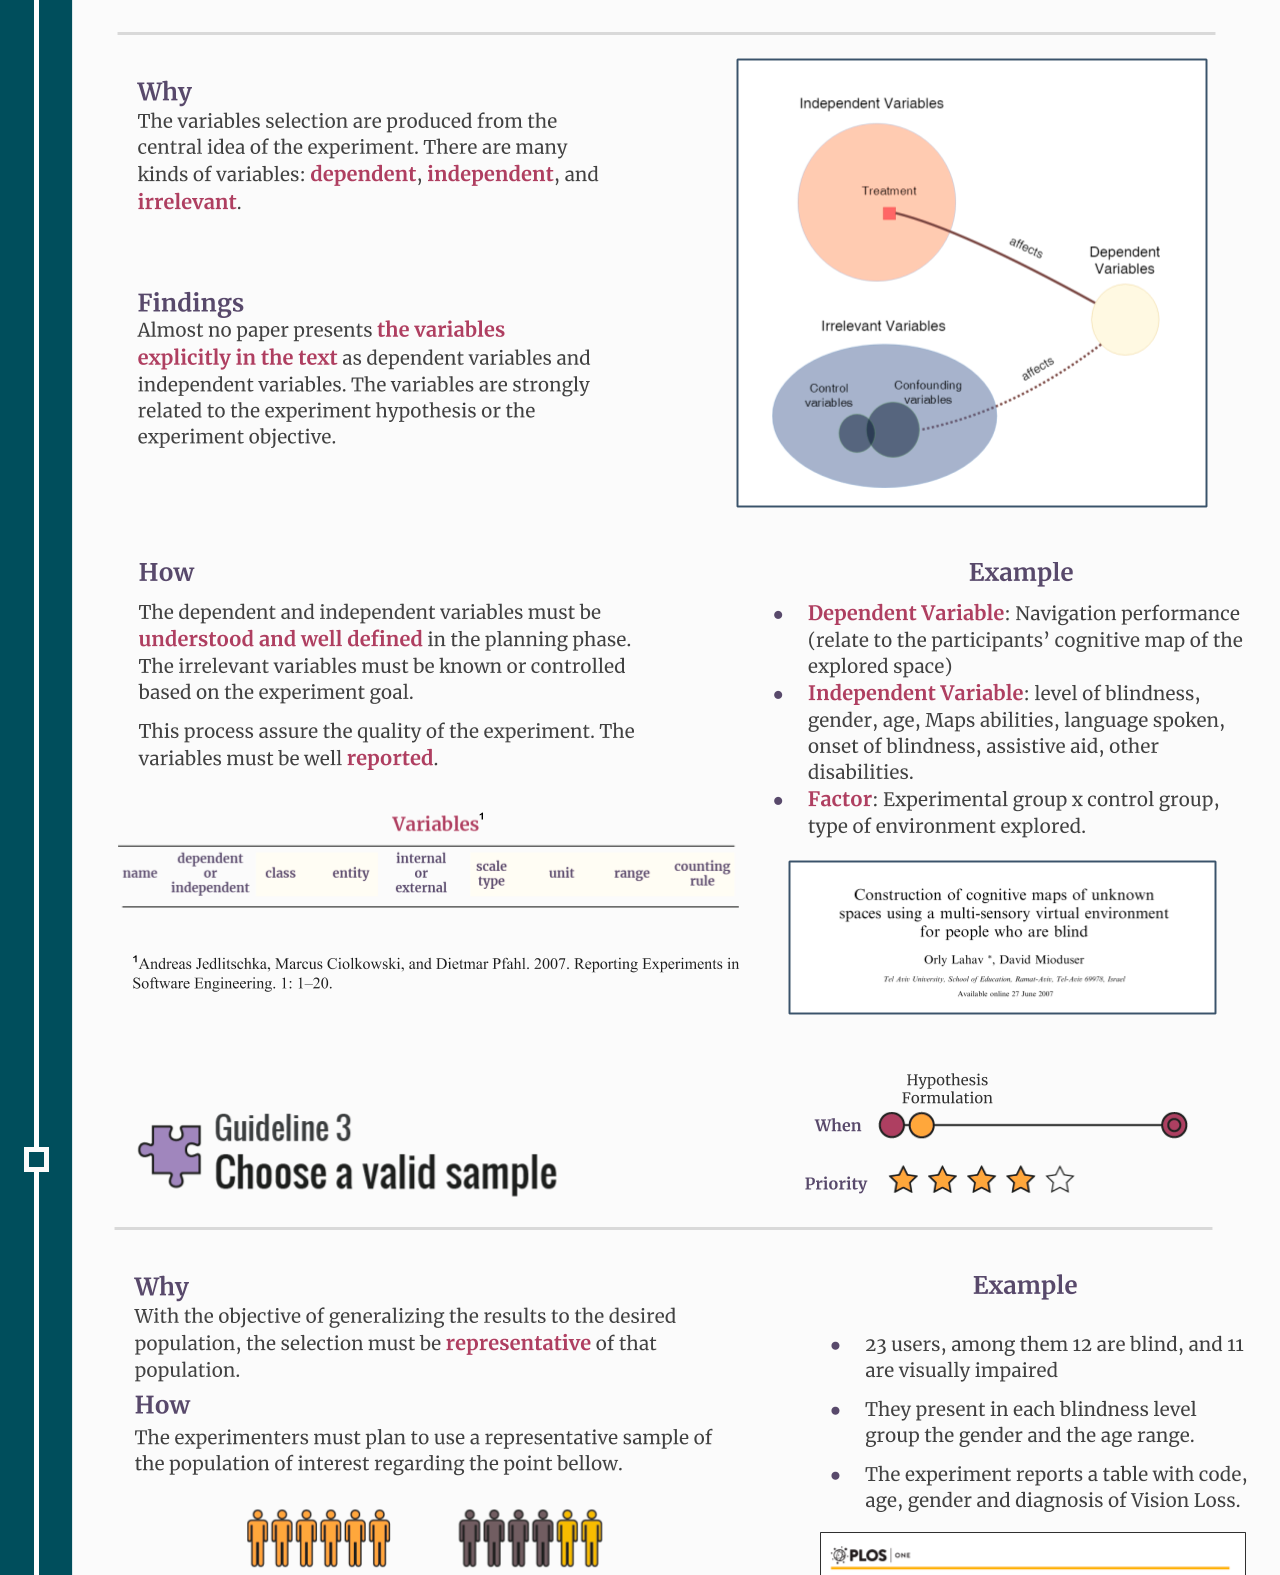 Why
The variables selection are produced from the
central idea of the experiment. There are many
kinds of variables: dependent, independent, and
irrelevant.
Findings
Almost no paper presents the variables
explicitly in the text as dependent variables and
independent variables. The variables are strongly
related to the experiment hypothesis or the
experiment objective.
Independent Variables
Treatment
affects
Dependent
Variables
Irrelevant Variables
Control
variables
Confounding
variables
affects
How
The dependent and independent variables must be
understood and well defined in the planning phase.
The irrelevant variables must be known or controlled
based on the experiment goal.
This process assure the quality of the experiment. The
variables must be well reported.
Variables¹
name
dependent
or
independent
class
entity
internal
or
external
scale
type
unit
range
counting
rule
¹Andreas Jedlitschka, Marcus Ciolkowski, and Dietmar Pfahl. 2007. Reporting Experiments in
Software Engineering. 1: 1–20.
Example
● Dependent Variable: Navigation performance
(relate to the participants’ cognitive map of the
explored space)
● Independent Variable: level of blindness,
gender, age, Maps abilities, language spoken,
onset of blindness, assistive aid, other
disabilities.
● Factor: Experimental group x control group,
type of environment explored.
Construction of cognitive maps of unknown
spaces using a multi-sensory virtual environment
for people who are blind
Orly Lahav *, David Mioduser
Tel Aviv University, School of Education, Ramat-Aviv, Tel-Aviv 69978, Israel
Available online 27 June 2007
Guideline 3
Choose a valid sample
Hypothesis
Formulation
When
Priority
Why
With the objective of generalizing the results to the desired
population, the selection must be representative of that
population.
How
The experimenters must plan to use a representative sample of
the population of interest regarding the point bellow.
Example
● 23 users, among them 12 are blind, and 11
are visually impaired
● They present in each blindness level
group the gender and the age range.
● The experiment reports a table with code,
age, gender and diagnosis of Vision Loss.
PLOS | ONE